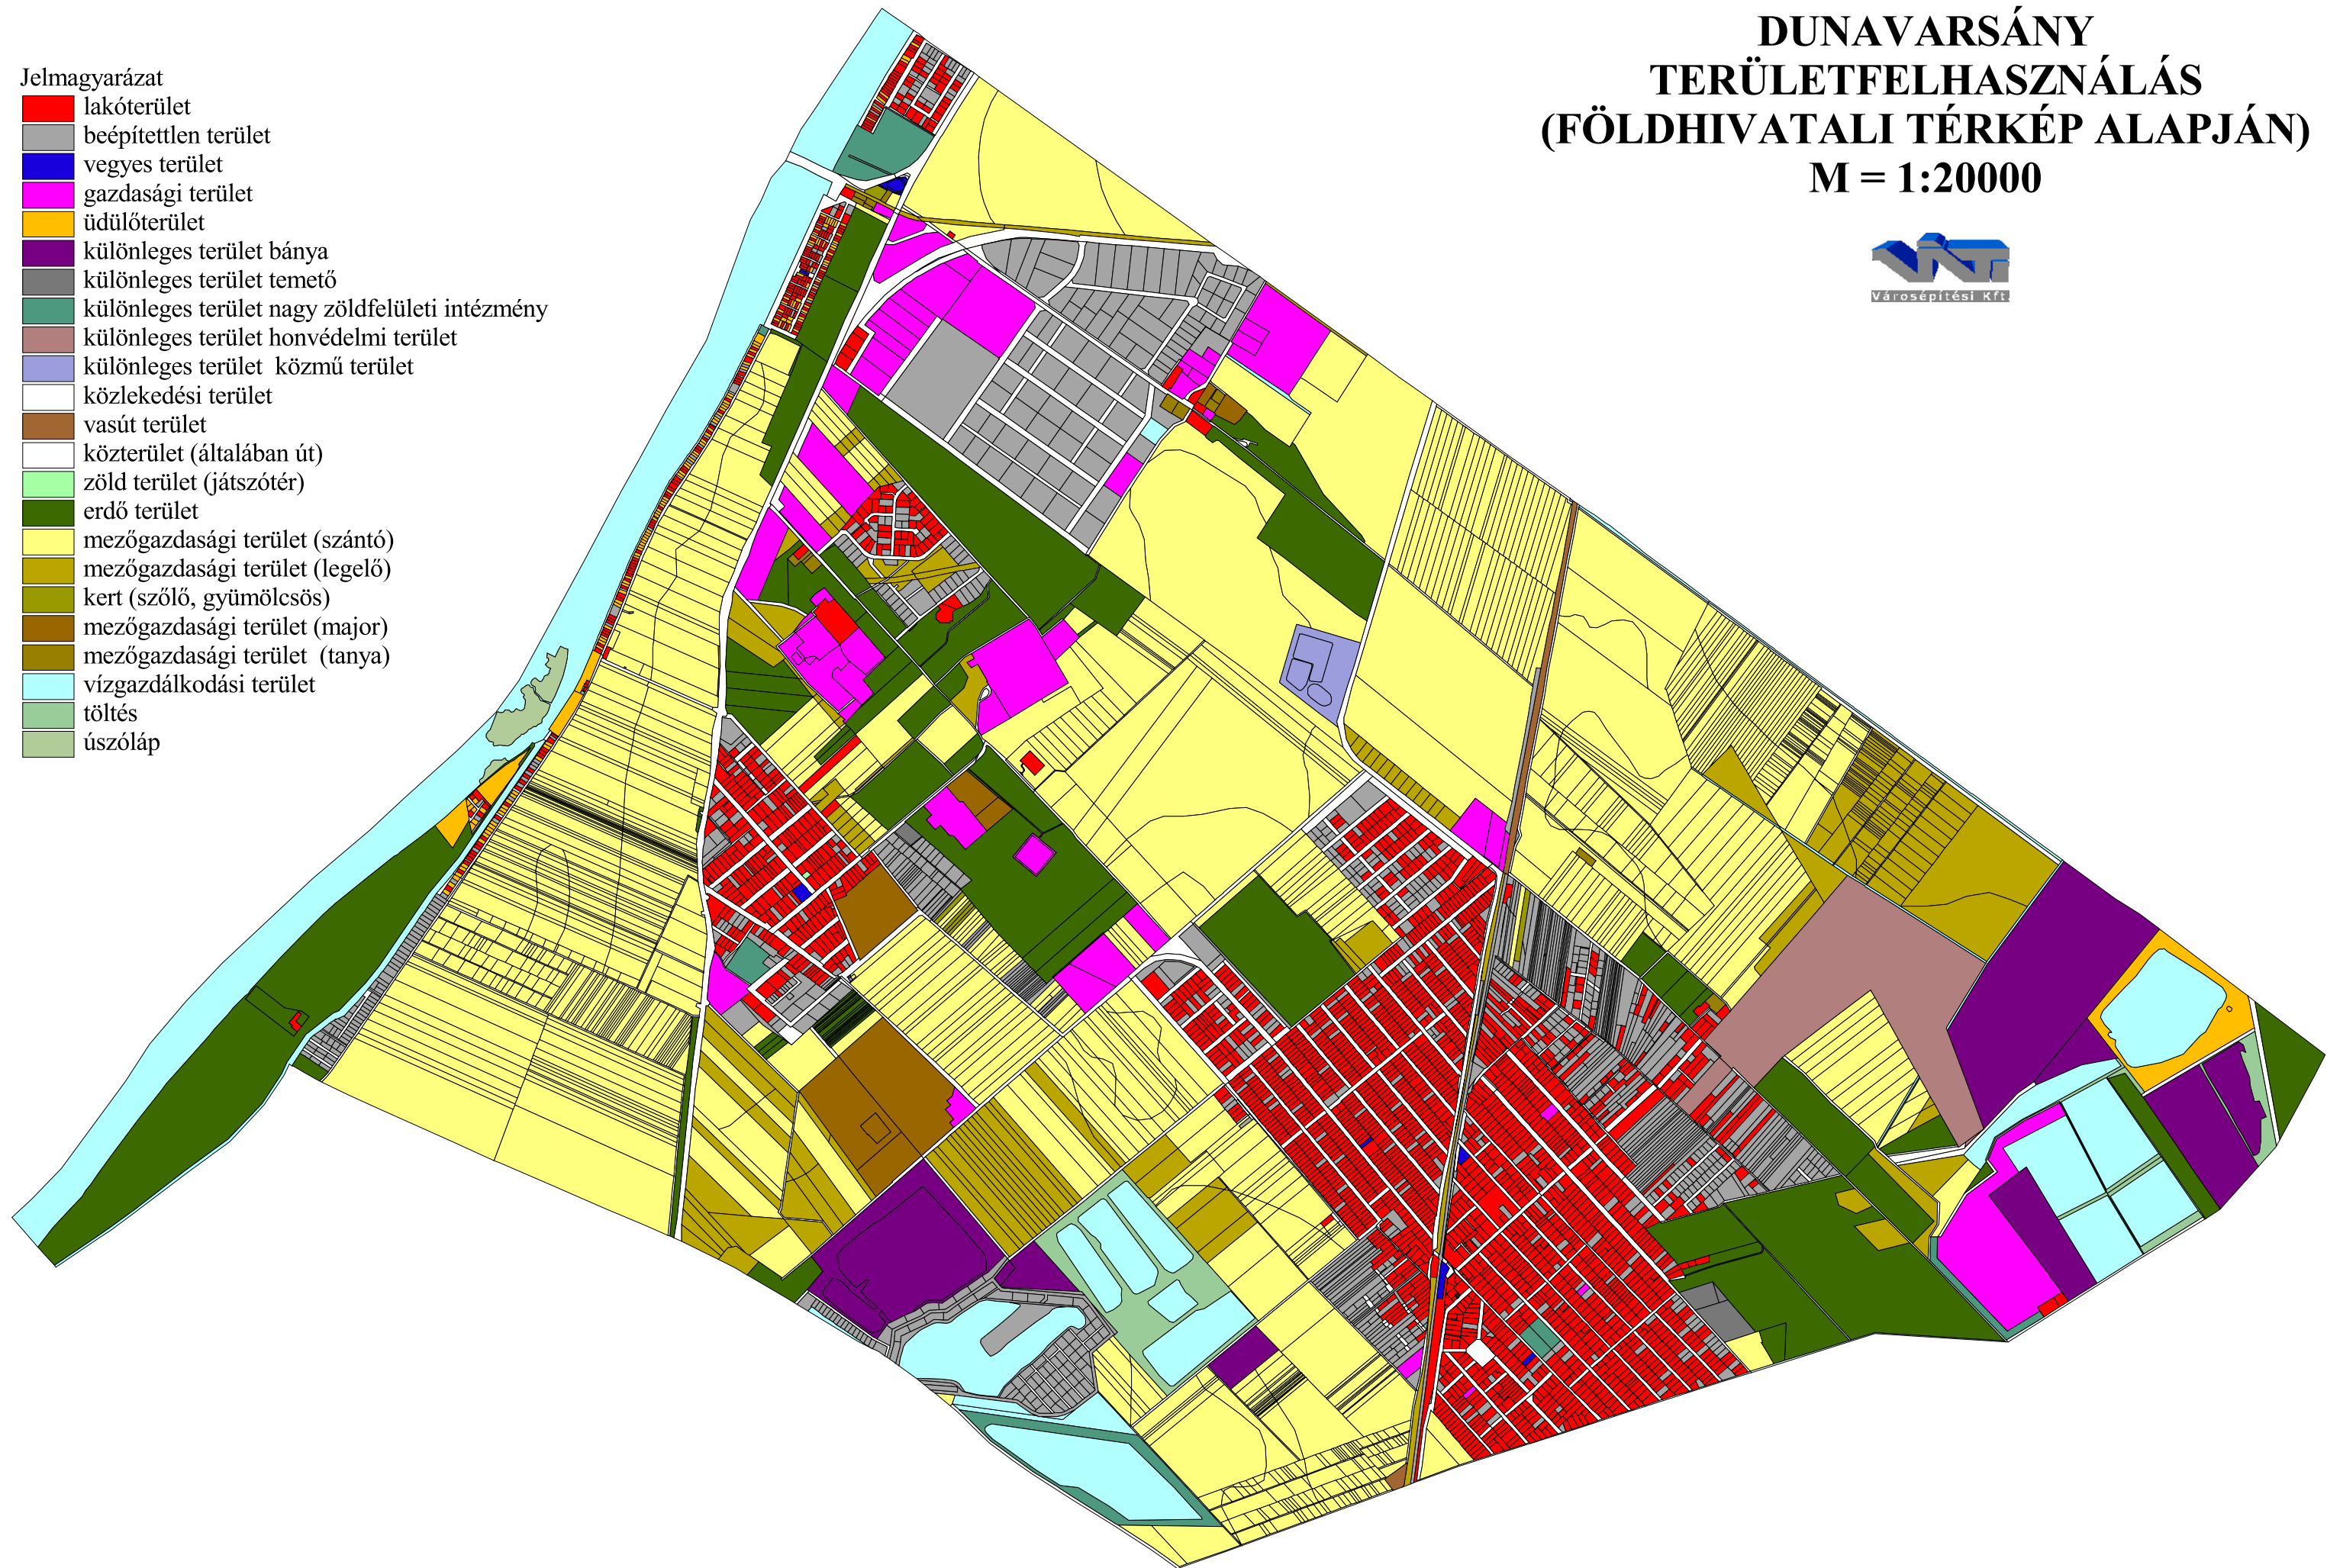 DUNAVARSÁNY
TERÜLETFELHASZNÁLÁS
(FÖLDHIVATALI TÉRKÉP ALAPJÁN)
M = 1:20000
Városépítési Kft.
Jelmagyarázat
lakóterület
beépítettlen terület
vegyes terület
gazdasági terület
üdülőterület
különleges terület bánya
különleges terület temető
különleges terület nagy zöldfelületi intézmény
különleges terület honvédelmi terület
különleges terület közmű terület
közlekedési terület
vasút terület
közterület (általában út)
zöld terület (játszótér)
erdő terület
mezőgazdasági terület (szántó)
mezőgazdasági terület (legelő)
kert (szőlő, gyümölcsös)
mezőgazdasági terület (major)
mezőgazdasági terület (tanya)
vízgazdálkodási terület
töltés
úszóláp